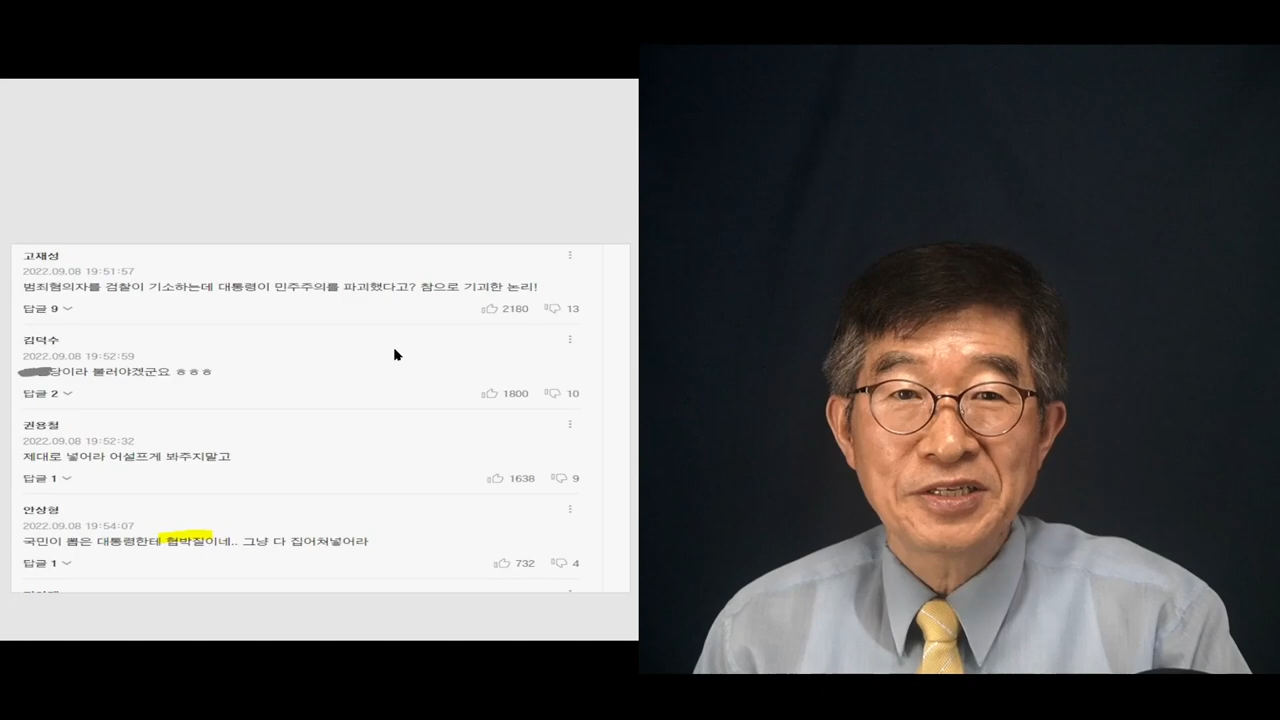 고재성
2022.09.08 19:51:57
범죄혐의자를 검찰이 기소하는데 대통령이 민주주의를 파괴했다고? 참으로 기괴한 논리!
답글 9
2180 13
김덕수
2022.09.08 19:52:59
당이라 불러야겠군요 ㅎㅎㅎ
답글 2
1800 10
권용철
2022.09.08 19:52:32
제대로 넣어라 어설프게 봐주지말고
답글 1
1638 9
안상형
2022.09.08 19:54:07
국민이 뽑은 대통령한테 협박질이네.. 그냥 다 집어쳐넣어라
답글 1
732 4